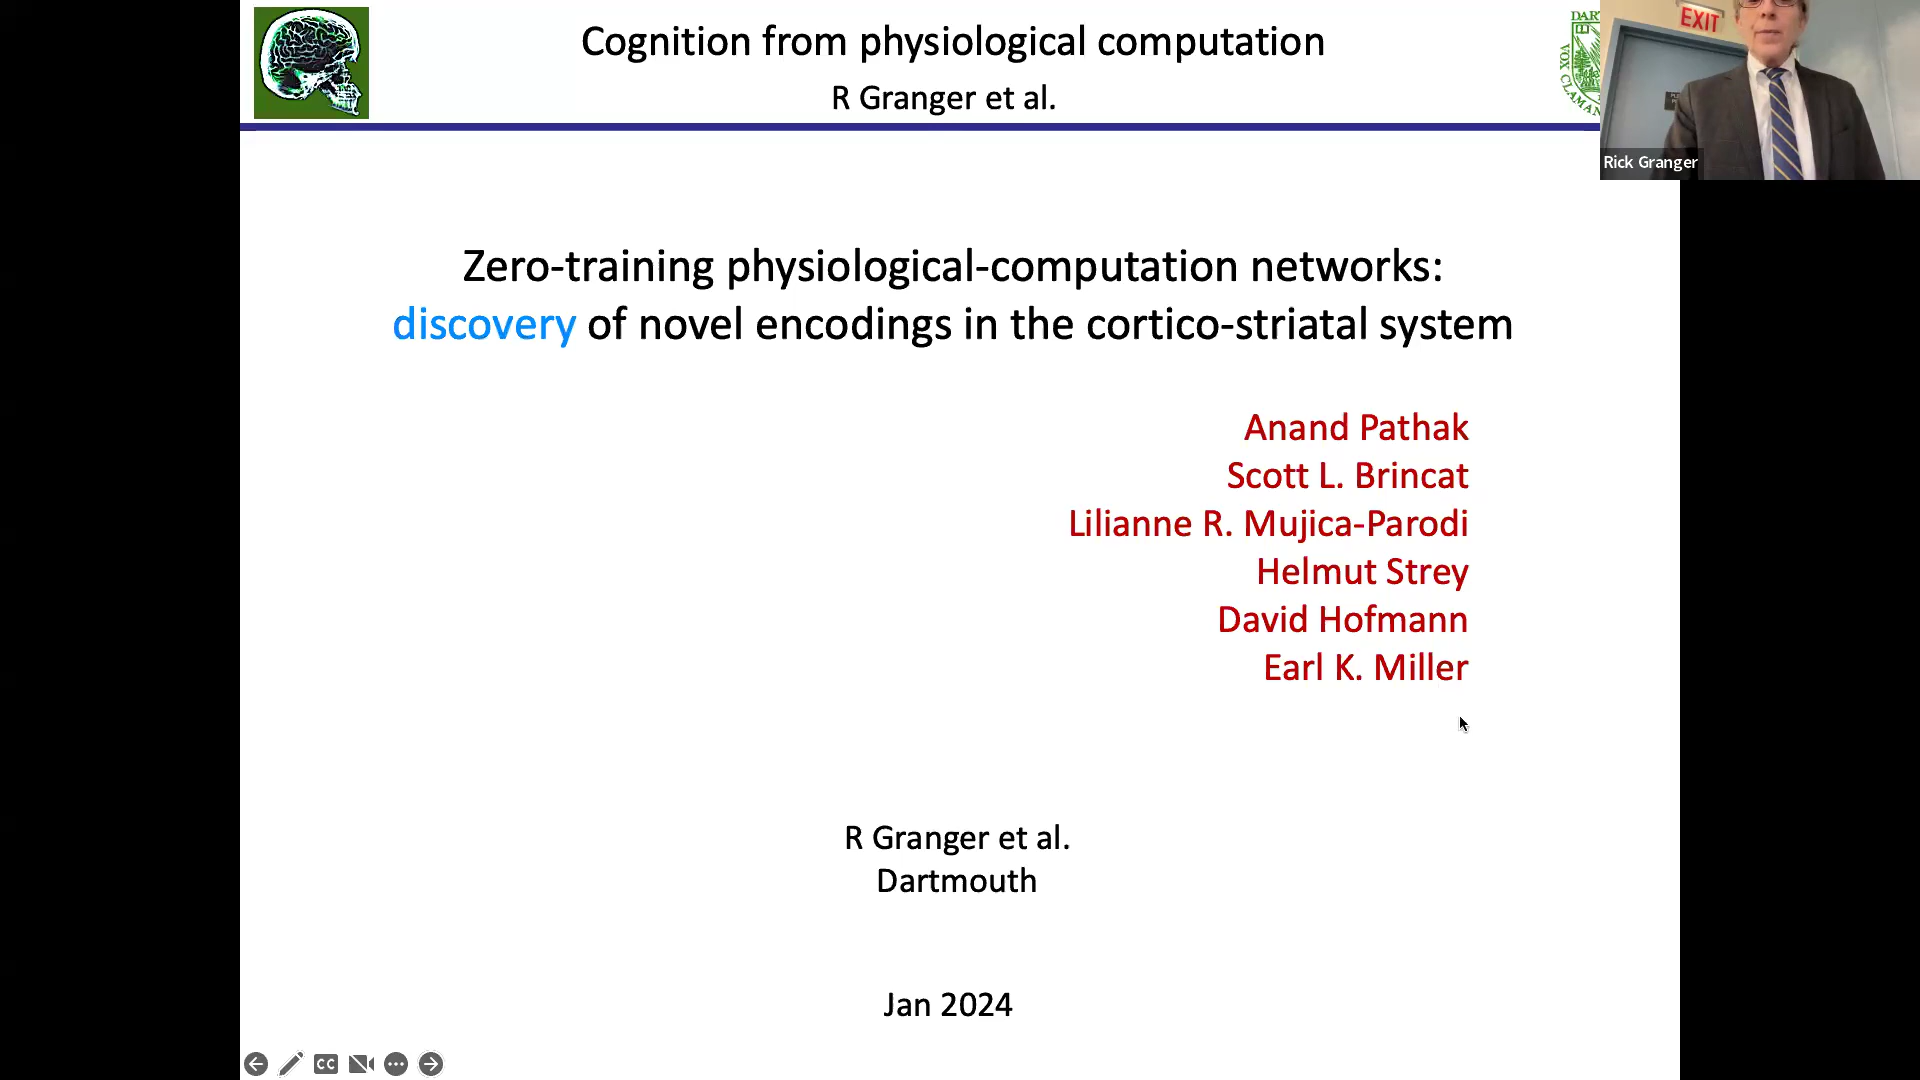 Cognition from physiological computation
R Granger et al.
EXIT
Rick Granger
Zero-training physiological-computation networks:
discovery of novel encodings in the cortico-striatal system
Anand Pathak
Scott L. Brincat
Lilianne R. Mujica-Parodi
Helmut Strey
David Hofmann
Earl K. Miller
R Granger et al.
Dartmouth
Jan 2024
CC